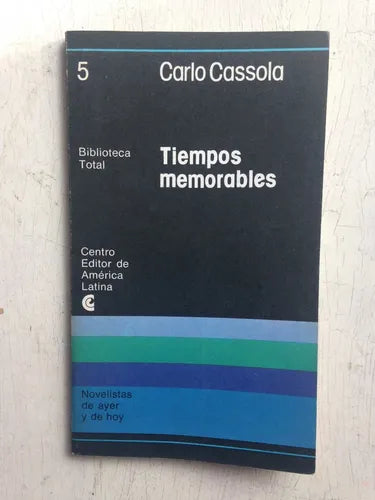 5
Carlo Cassola
Biblioteca
Total
Tiempos
memorables
Centro
Editor de
América
Latina
Novelistas
de ayer
y de hoy